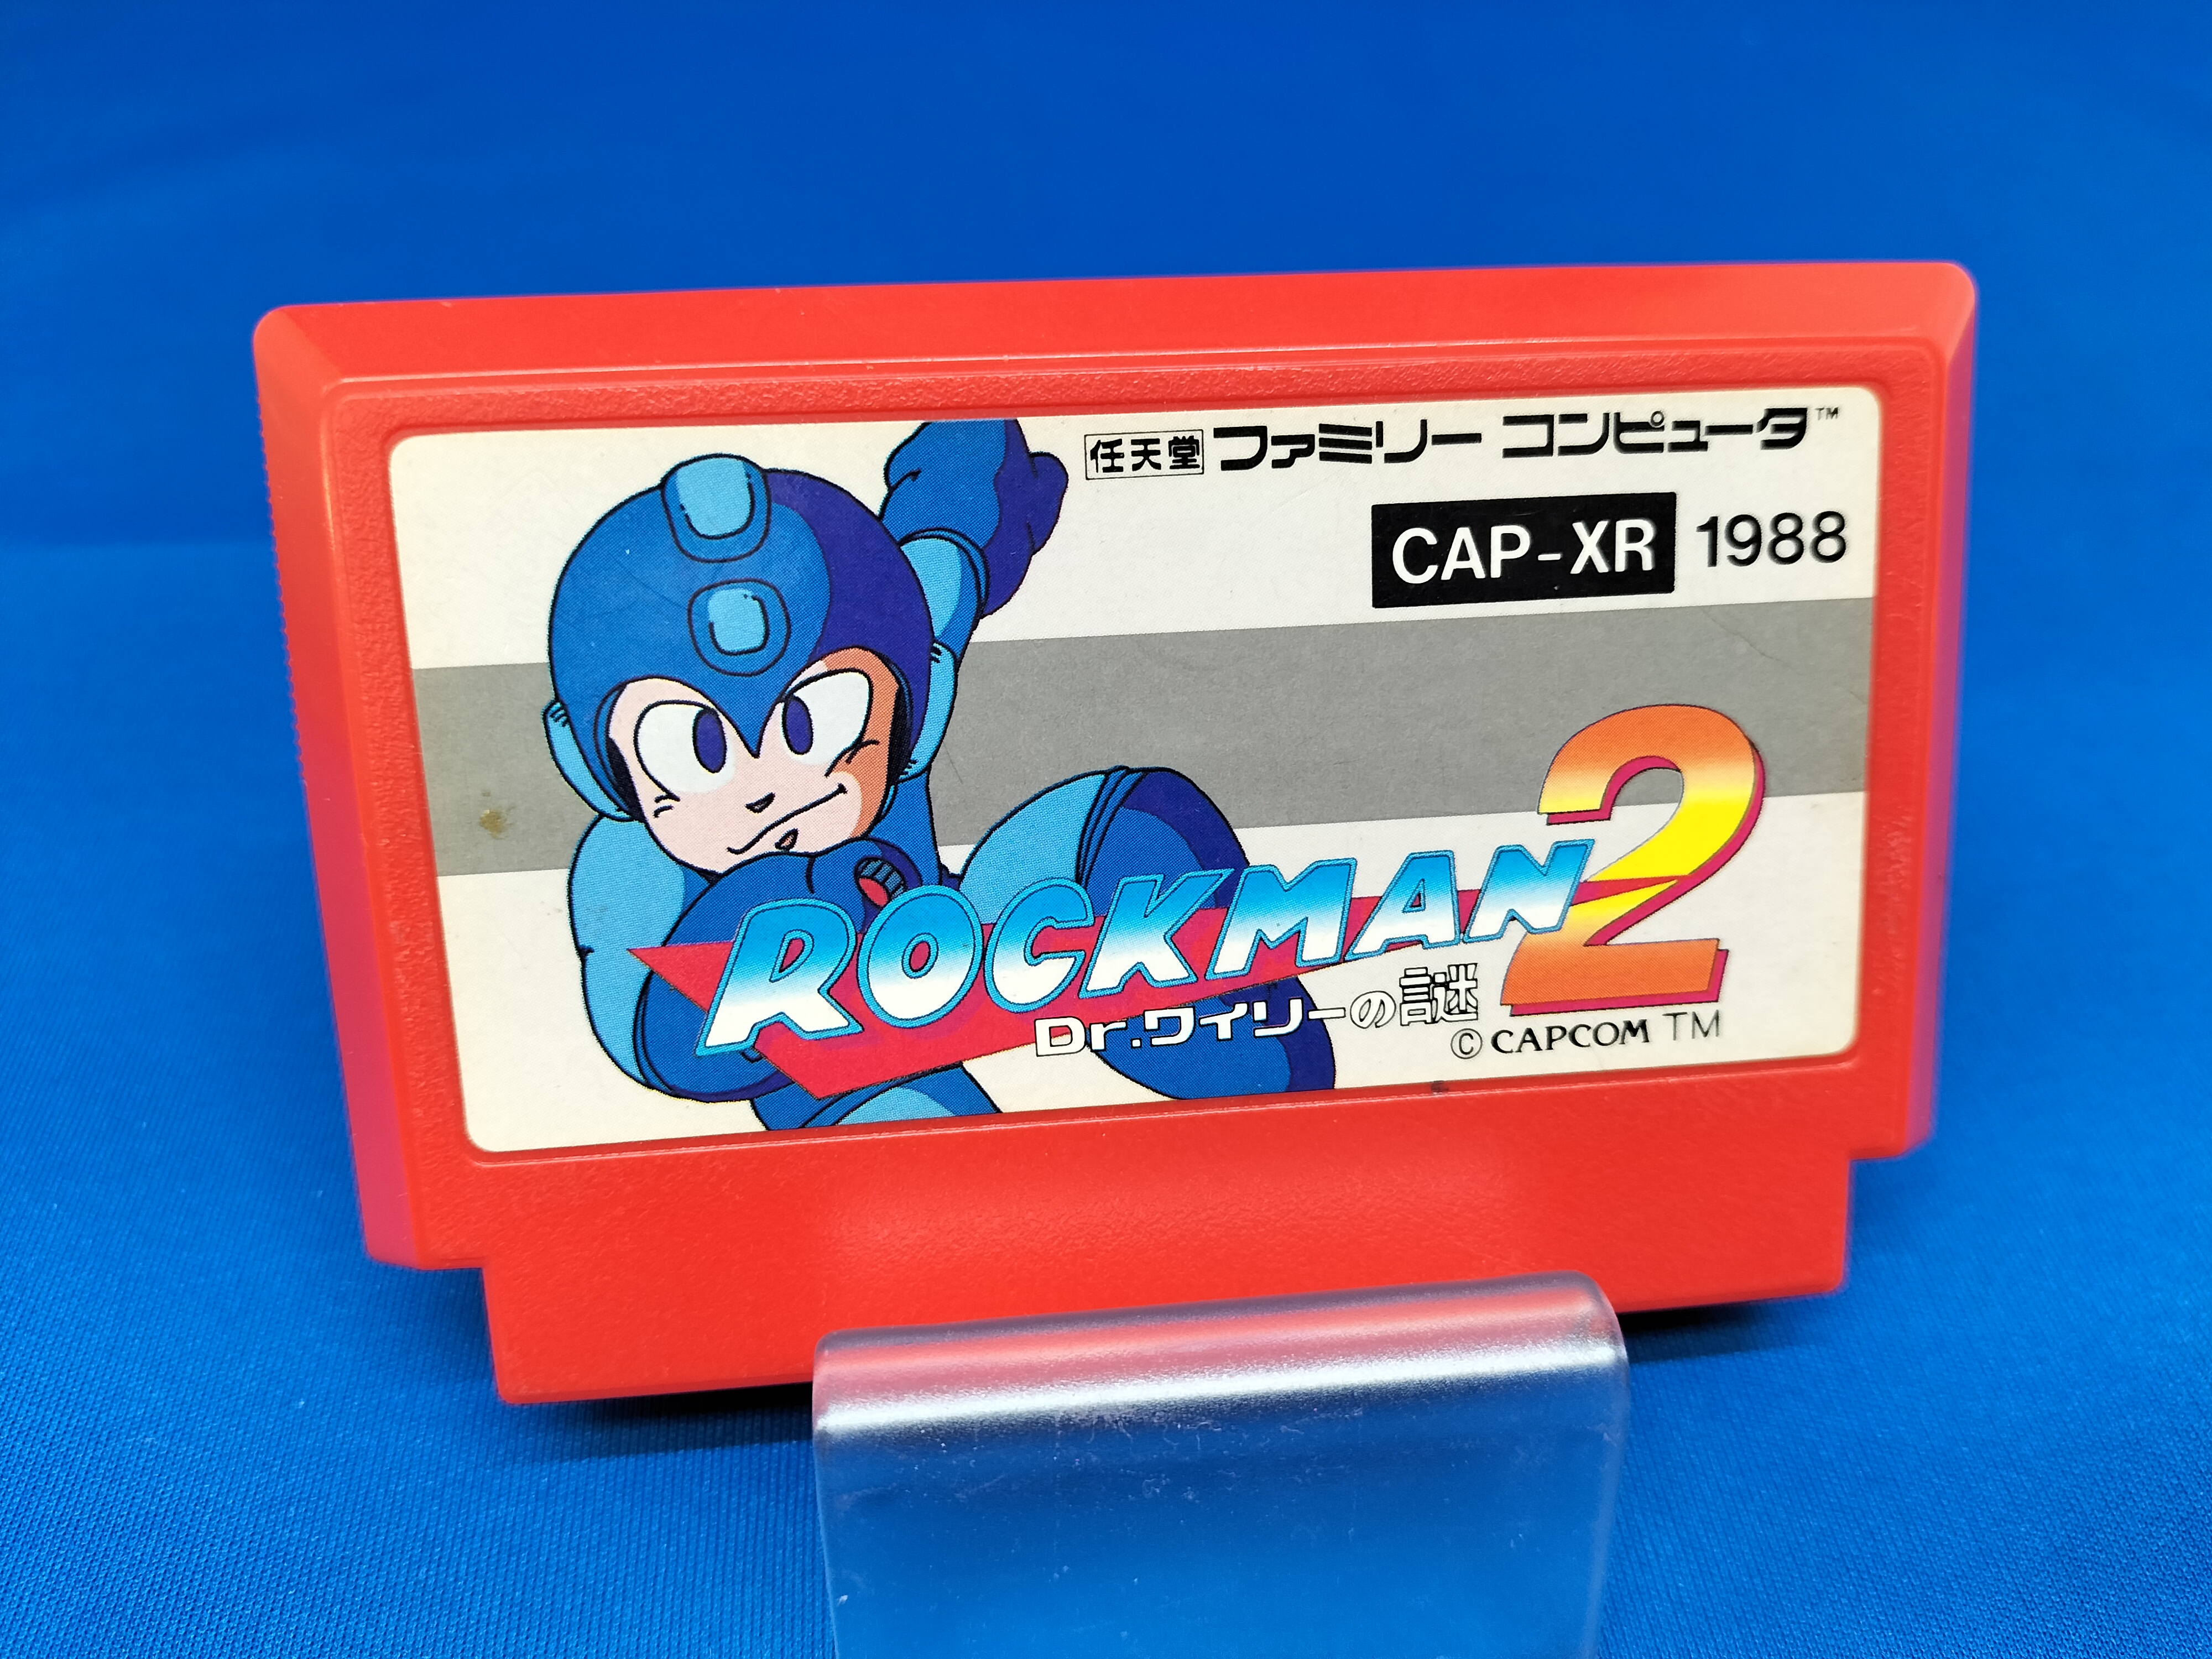 任天堂 ファミリー コンピュータ™
CAP-XR 1988
ROCKMAN 2
Dr.ワイリーの謎
© CAPCOM TM